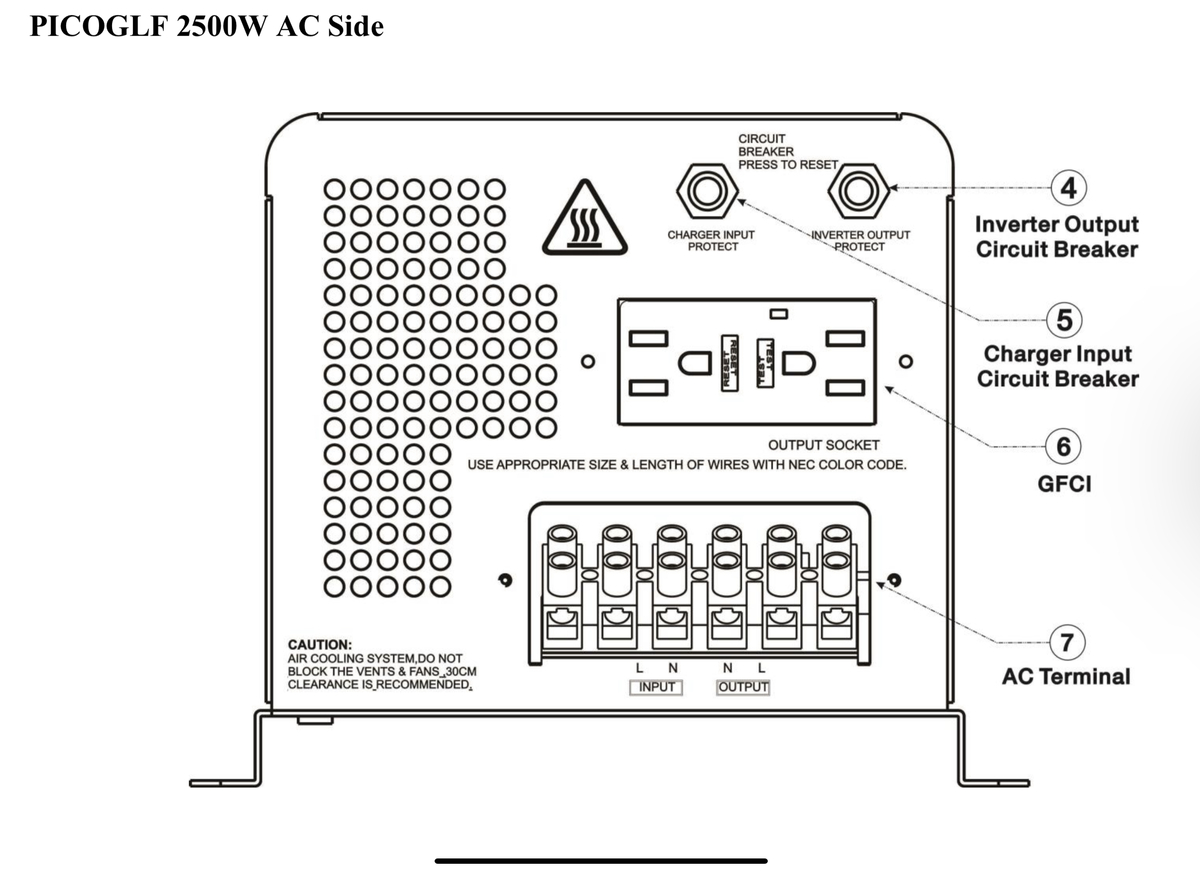 PICOGLF 2500W AC Side
CIRCUIT
BREAKER
PRESS TO RESET
CHARGER INPUT
PROTECT
INVERTER OUTPUT
PROTECT
4
Inverter Output
Circuit Breaker
5
Charger Input
Circuit Breaker
RESET
RESET
TEST
TEST
6
GFCI
OUTPUT SOCKET
USE APPROPRIATE SIZE & LENGTH OF WIRES WITH NEC COLOR CODE.
7
AC Terminal
CAUTION:
AIR COOLING SYSTEM,DO NOT
BLOCK THE VENTS & FANS_30CM
CLEARANCE IS RECOMMENDED.
L N N L
INPUT OUTPUT